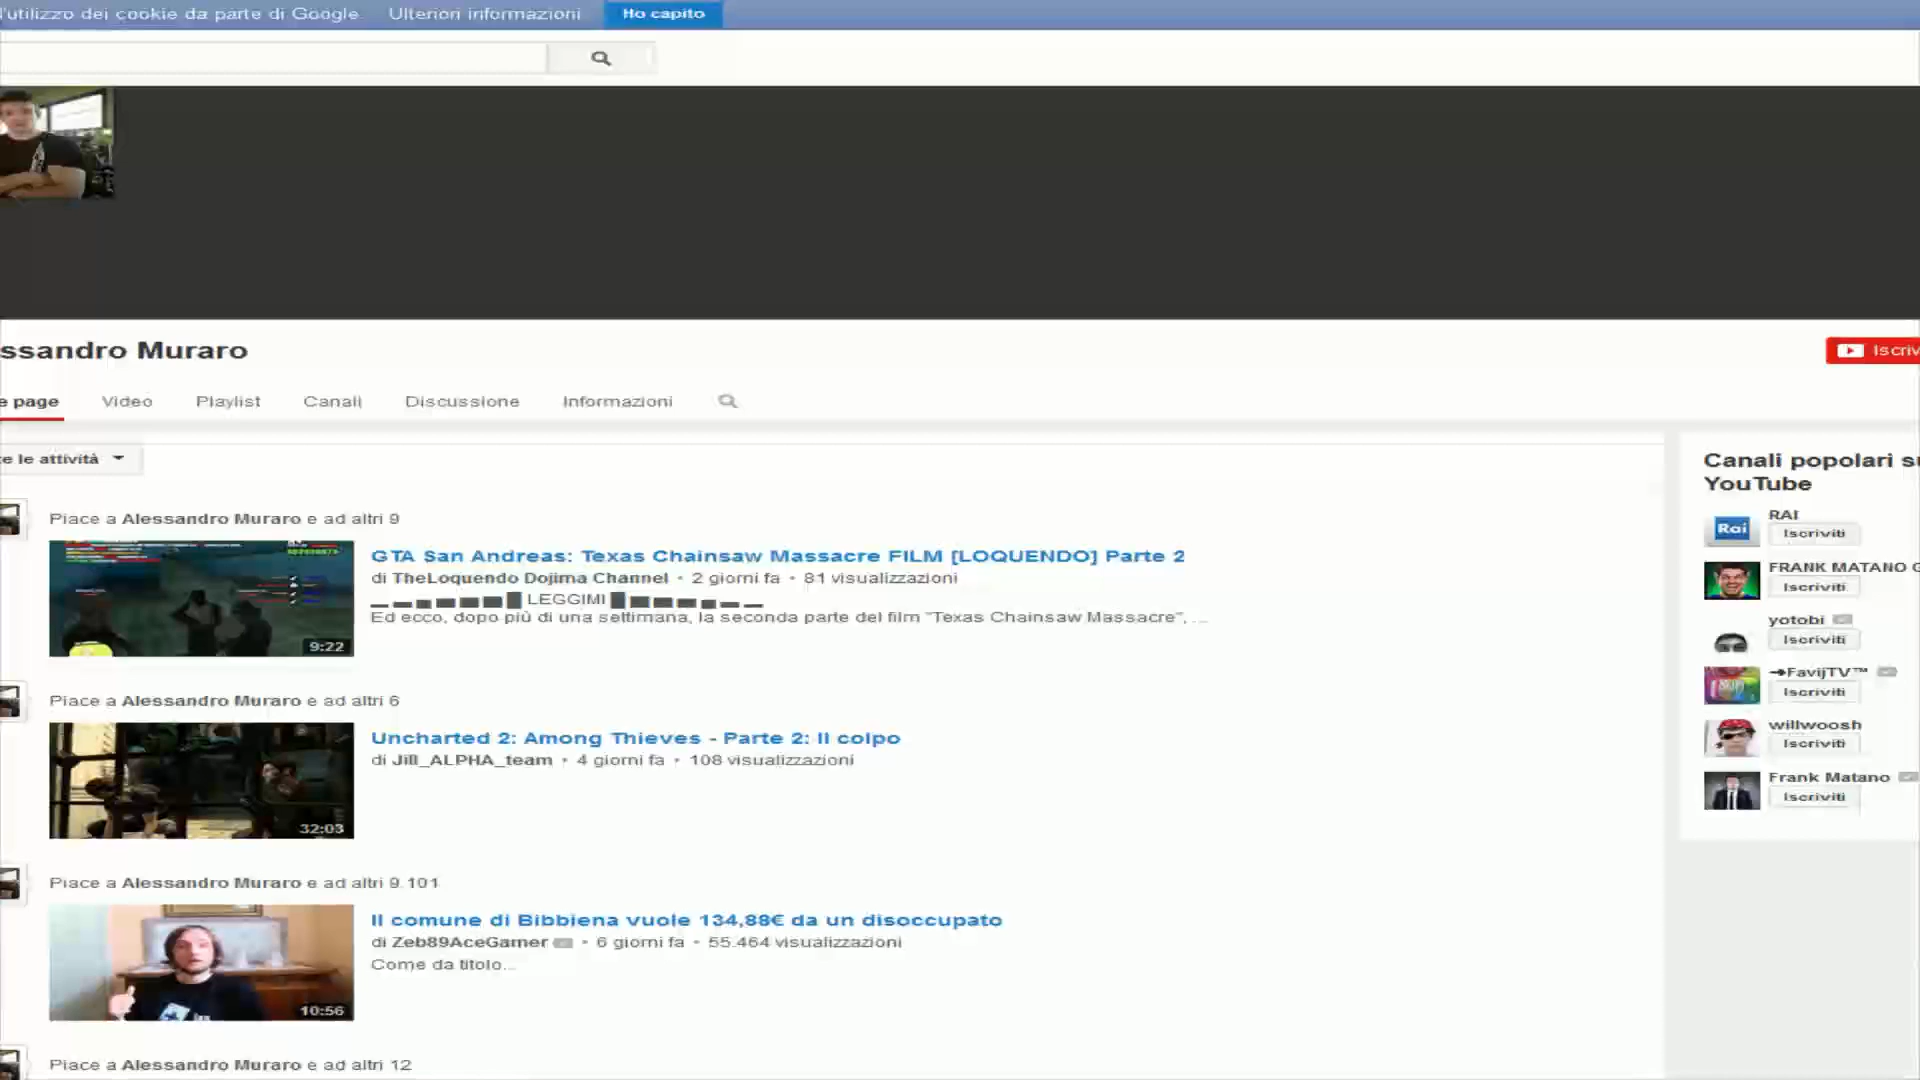 l'utilizzo dei cookie da parte di Google Ulteriori informazioni Ho capito
ssandro Muraro
Iscriv
e page Video Playlist Canali Discussione Informazioni
te le attività
Canali popolari su
YouTube
Piace a Alessandro Muraro e ad altri 9
GTA San Andreas: Texas Chainsaw Massacre FILM [LOQUENDO] Parte 2
di TheLoquendo Dojima Channel • 2 giorni fa • 81 visualizzazioni
▬ ▬ ▄ ▅ ▅ ▅ █ LEGGIMI █ ▅ ▅ ▅ ▄ ▬ ▬
Ed ecco, dopo più di una settimana, la seconda parte del film "Texas Chainsaw Massacre", ...
9:22
Piace a Alessandro Muraro e ad altri 6
Uncharted 2: Among Thieves - Parte 2: Il colpo
di Jill_ALPHA_team • 4 giorni fa • 108 visualizzazioni
32:03
Piace a Alessandro Muraro e ad altri 9.101
Il comune di Bibbiena vuole 134,88€ da un disoccupato
di Zeb89AceGamer • 6 giorni fa • 55.464 visualizzazioni
Come da titolo...
10:56
Piace a Alessandro Muraro e ad altri 12
Rai
RAI
Iscriviti
FRANK MATANO G
Iscriviti
yotobi
Iscriviti
➜FavijTV™
Iscriviti
willwoosh
Iscriviti
Frank Matano
Iscriviti